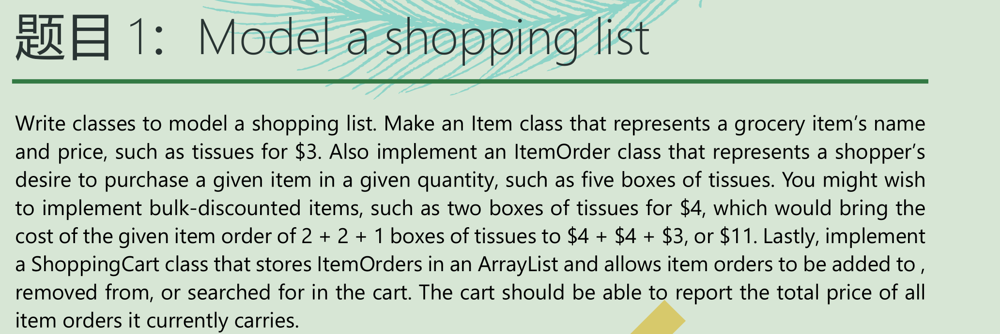 题目 1: Model a shopping list
Write classes to model a shopping list. Make an Item class that represents a grocery item’s name
and price, such as tissues for $3. Also implement an ItemOrder class that represents a shopper’s
desire to purchase a given item in a given quantity, such as five boxes of tissues. You might wish
to implement bulk-discounted items, such as two boxes of tissues for $4, which would bring the
cost of the given item order of 2 + 2 + 1 boxes of tissues to $4 + $4 + $3, or $11. Lastly, implement
a ShoppingCart class that stores ItemOrders in an ArrayList and allows item orders to be added to ,
removed from, or searched for in the cart. The cart should be able to report the total price of all
item orders it currently carries.